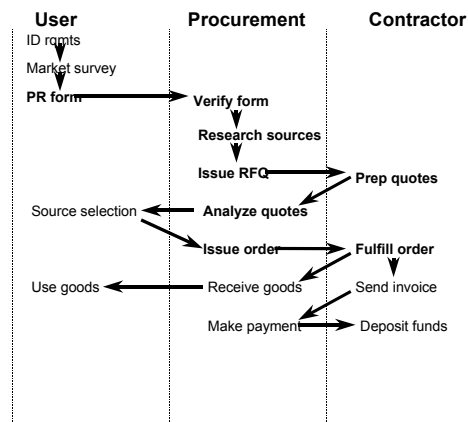 User Procurement Contractor
ID rqmts
Market survey
PR form Verify form
Research sources
Issue RFQ Prep quotes
Source selection Analyze quotes
Issue order Fulfill order
Use goods Receive goods Send invoice
Make payment Deposit funds